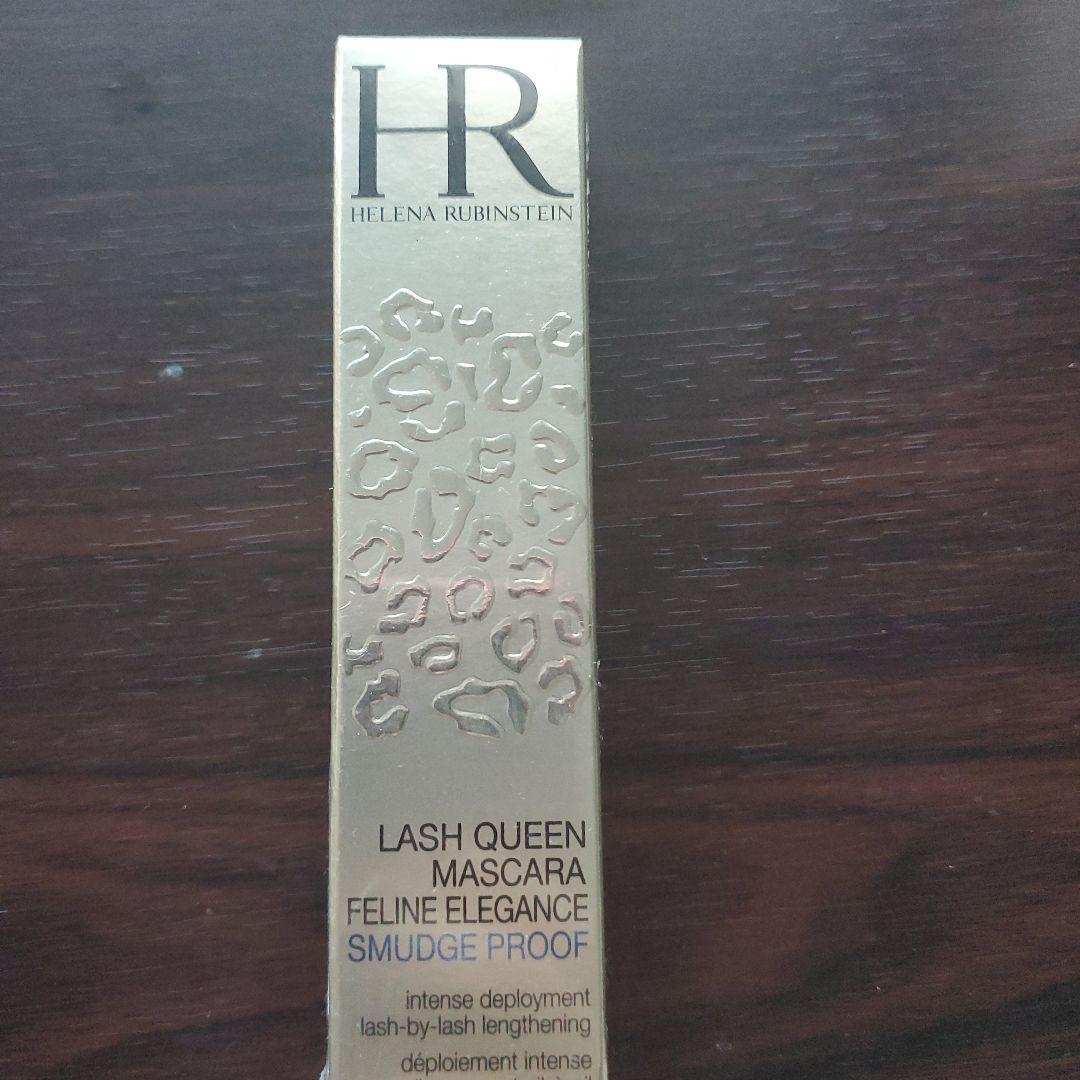 HR
HELENA RUBINSTEIN
LASH QUEEN
MASCARA
FELINE ELEGANCE
SMUDGE PROOF
intense deployment
lash-by-lash lengthening
déploiement intense